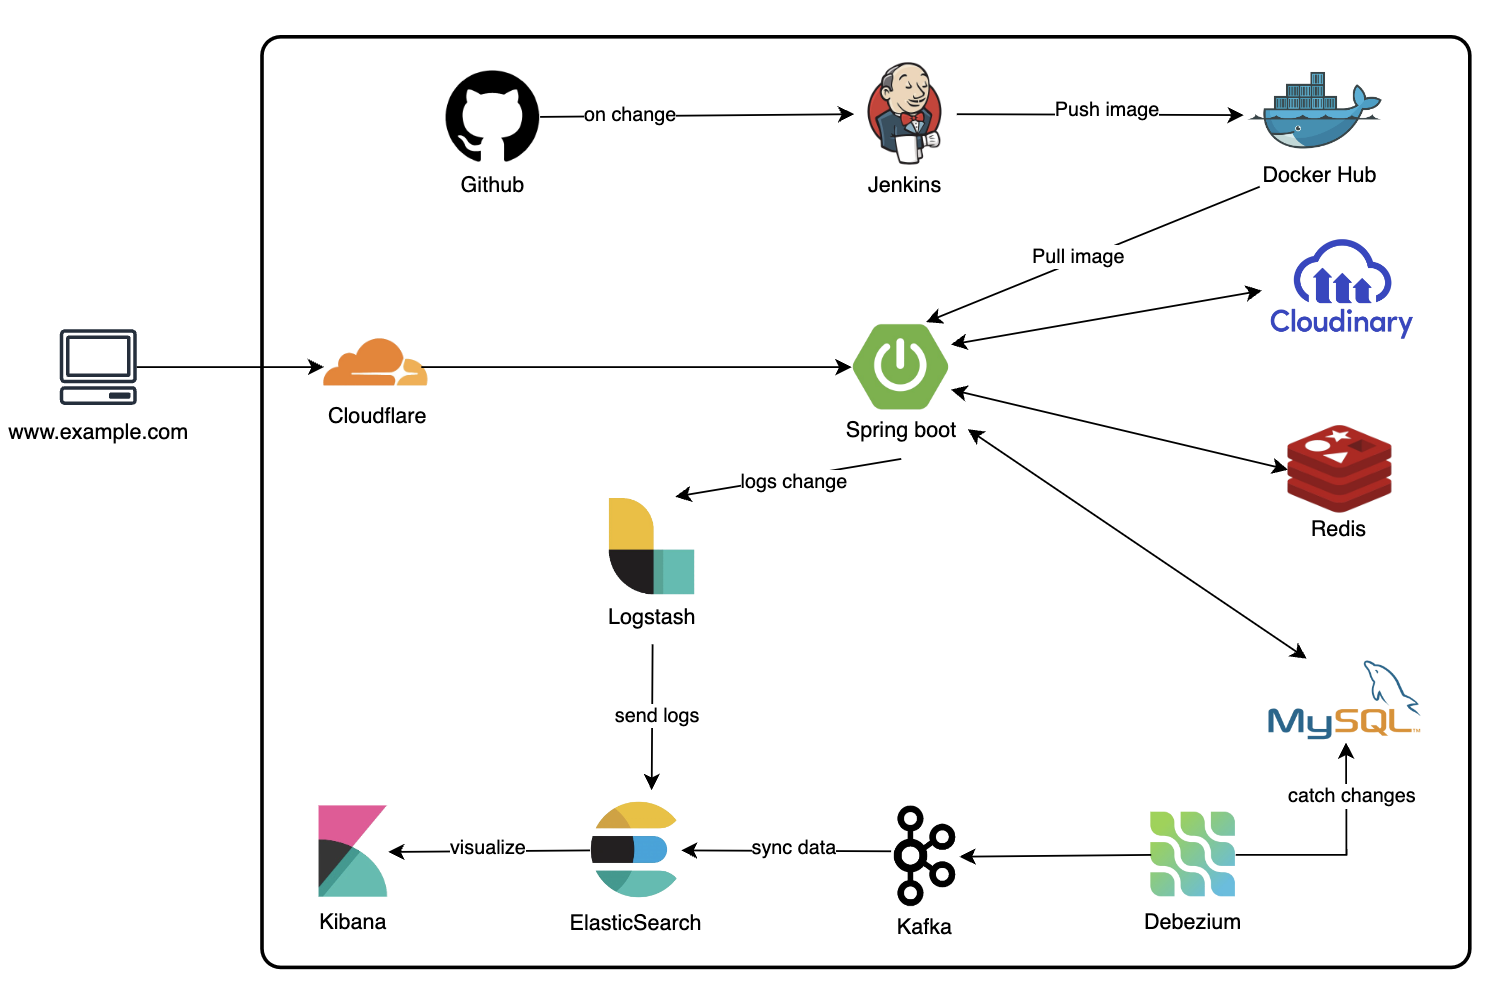 on change
Push image
Github
Jenkins
Docker Hub
Pull image
Cloudinary
www.example.com
Cloudflare
Spring boot
logs change
Redis
Logstash
send logs
MySQL™
catch changes
visualize
sync data
Kibana
ElasticSearch
Kafka
Debezium